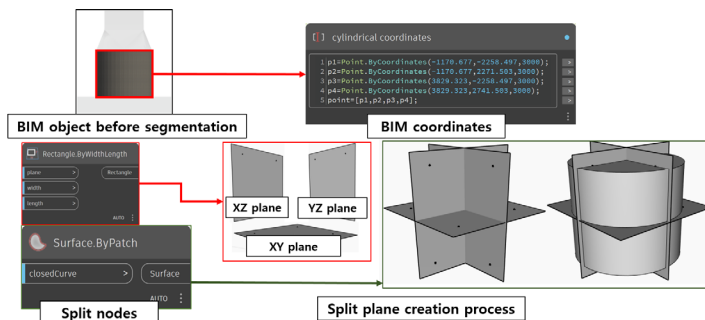 [!] cylindrical coordinates
1 p1=Point.ByCoordinates(-1170.677,-2258.497,3000);
2 p2=Point.ByCoordinates(-1170.677,2271.503,3000);
3 p3=Point.ByCoordinates(3829.323,-2258.497,3000);
4 p4=Point.ByCoordinates(3829.323,2741.503,3000);
5 point=[p1,p2,p3,p4];
BIM object before segmentation
BIM coordinates
Rectangle.ByWidthLength
plane >
Rectangle
width >
length >
AUTO
XZ plane
YZ plane
XY plane
Surface.ByPatch
closedCurve >
Surface
AUTO
Split nodes
Split plane creation process